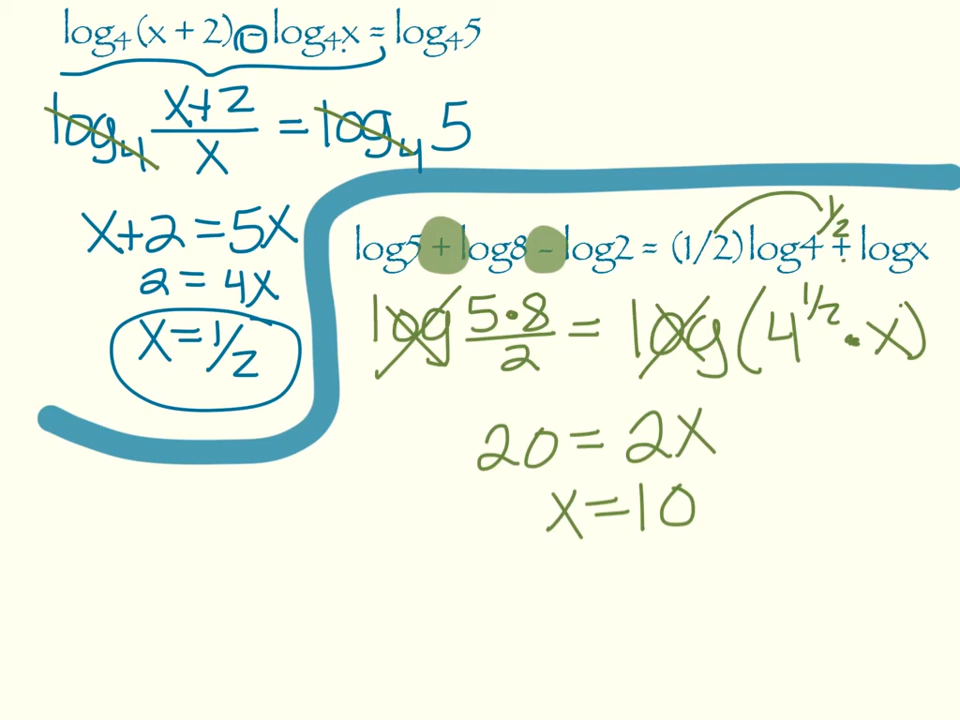 log₄(x + 2) - log₄x = log₄5
log₄ x+2/x = log₄ 5
x+2 = 5x
2 = 4x
x = 1/2
1/2
log5 + log8 - log2 = (1/2)log4 + logx
log 5·8/2 = log(4^1/2 · x)
20 = 2x
x = 10